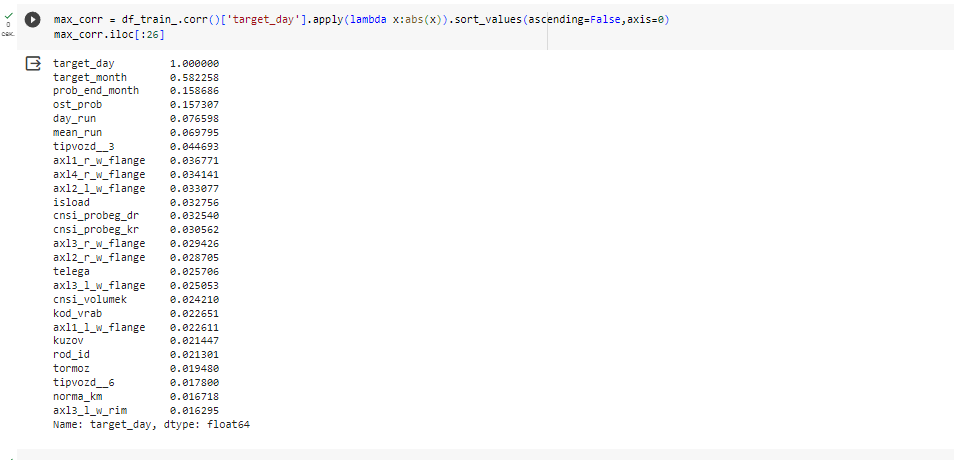 0
сек.
max_corr = df_train_.corr()['target_day'].apply(lambda x:abs(x)).sort_values(ascending=False,axis=0)
max_corr.iloc[:26]
target_day 1.000000
target_month 0.582258
prob_end_month 0.158686
ost_prob 0.157307
day_run 0.076598
mean_run 0.069795
tipvozd__3 0.044693
axl1_r_w_flange 0.036771
axl4_r_w_flange 0.034141
axl2_l_w_flange 0.033077
isload 0.032756
cnsi_probeg_dr 0.032540
cnsi_probeg_kr 0.030562
axl3_r_w_flange 0.029426
axl2_r_w_flange 0.028705
telega 0.025706
axl3_l_w_flange 0.025053
cnsi_volumek 0.024210
kod_vrab 0.022651
axl1_l_w_flange 0.022611
kuzov 0.021447
rod_id 0.021301
tormoz 0.019480
tipvozd__6 0.017800
norma_km 0.016718
axl3_l_w_rim 0.016295
Name: target_day, dtype: float64